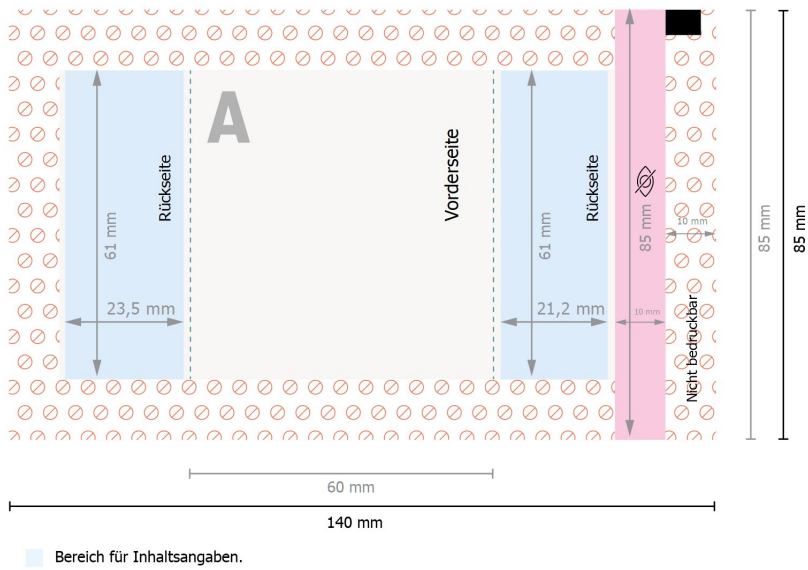 A
Rückseite
Vorderseite
Rückseite
61 mm
61 mm
85 mm
10 mm
85 mm
85 mm
23,5 mm
21,2 mm
10 mm
Nicht bedruckbar
60 mm
140 mm
Bereich für Inhaltsangaben.